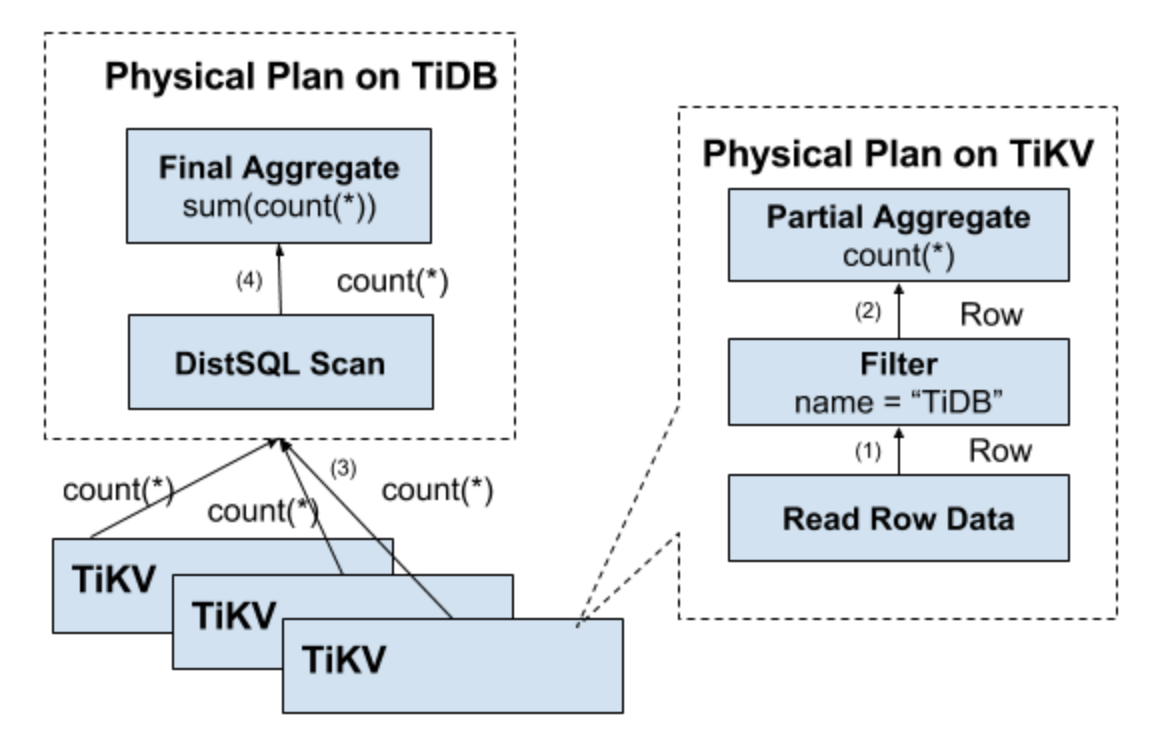 Physical Plan on TiDB
Final Aggregate
sum(count(*))
(4)
count(*)
DistSQL Scan
(3)
count(*)
count(*)
count(*)
TiKV
TiKV
TiKV
Physical Plan on TiKV
Partial Aggregate
count(*)
(2)
Row
Filter
name = “TiDB”
(1)
Row
Read Row Data